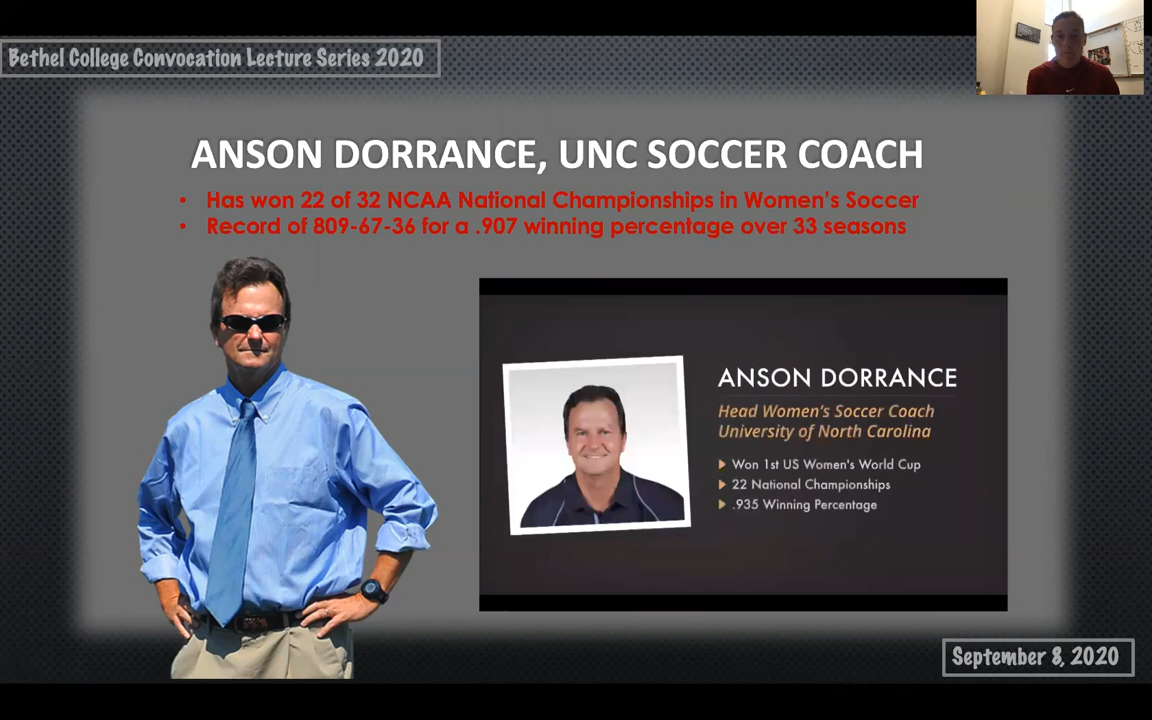 Bethel College Convocation Lecture Series 2020
ANSON DORRANCE, UNC SOCCER COACH
• Has won 22 of 32 NCAA National Championships in Women's Soccer
• Record of 809-67-36 for a .907 winning percentage over 33 seasons
ANSON DORRANCE
Head Women's Soccer Coach
University of North Carolina
Won 1st US Women's World Cup
22 National Championships
.935 Winning Percentage
September 8, 2020